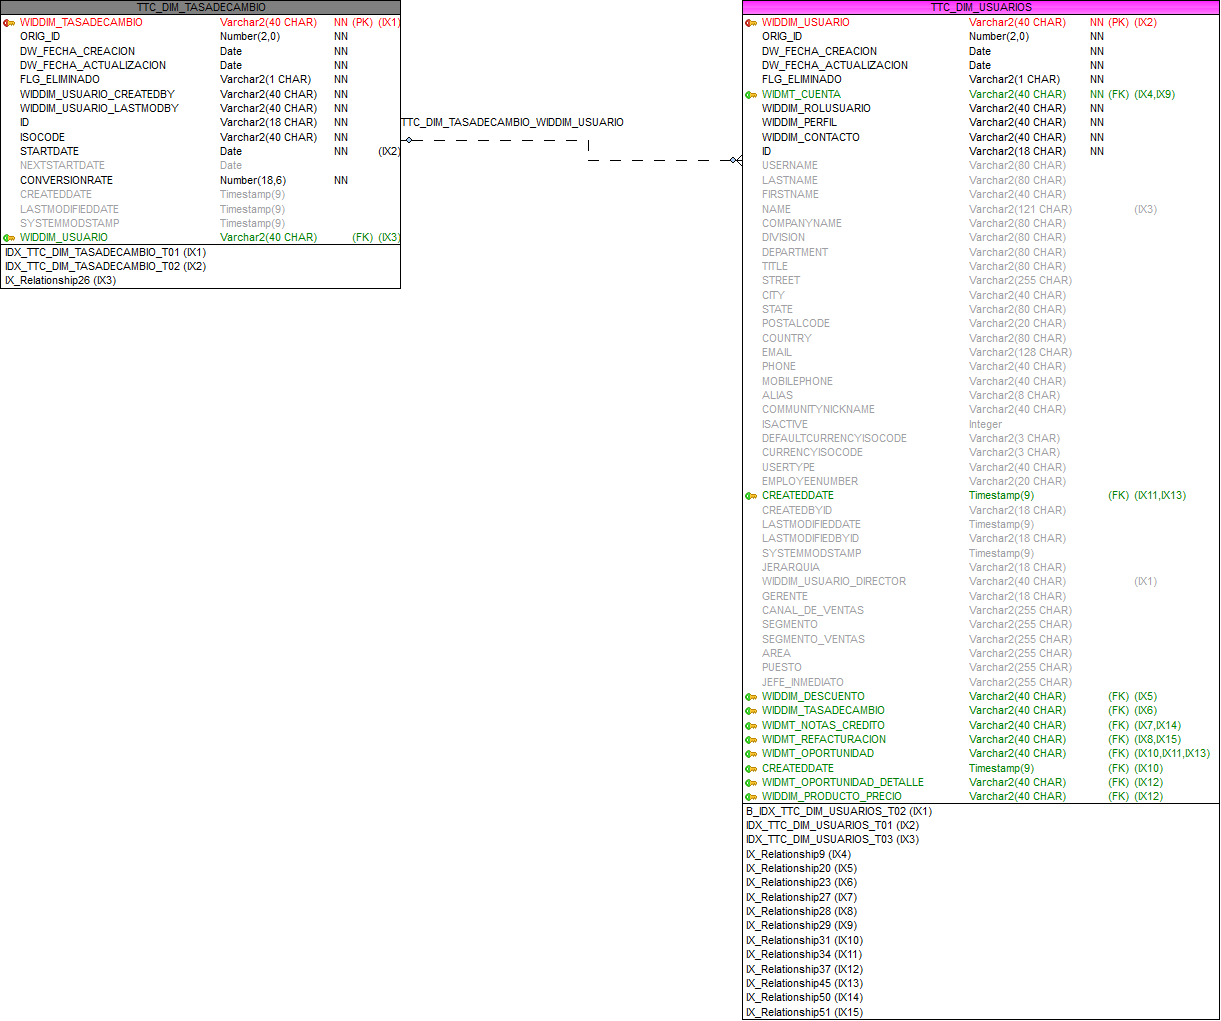 TTC_DIM_TASADECAMBIO
WIDDIM_TASADECAMBIO Varchar2(40 CHAR) NN (PK) (IX1)
ORIG_ID Number(2,0) NN
DW_FECHA_CREACION Date NN
DW_FECHA_ACTUALIZACION Date NN
FLG_ELIMINADO Varchar2(1 CHAR) NN
WIDDIM_USUARIO_CREATEDBY Varchar2(40 CHAR) NN
WIDDIM_USUARIO_LASTMODBY Varchar2(40 CHAR) NN
ID Varchar2(18 CHAR) NN
ISOCODE Varchar2(40 CHAR) NN
STARTDATE Date NN (IX2)
NEXTSTARTDATE Date
CONVERSIONRATE Number(18,6) NN
CREATEDDATE Timestamp(9)
LASTMODIFIEDDATE Timestamp(9)
SYSTEMMODSTAMP Timestamp(9)
WIDDIM_USUARIO Varchar2(40 CHAR) (FK) (IX3)
IDX_TTC_DIM_TASADECAMBIO_T01 (IX1)
IDX_TTC_DIM_TASADECAMBIO_T02 (IX2)
IX_Relationship26 (IX3)
TTC_DIM_TASADECAMBIO_WIDDIM_USUARIO
TTC_DIM_USUARIOS
WIDDIM_USUARIO Varchar2(40 CHAR) NN (PK) (IX2)
ORIG_ID Number(2,0) NN
DW_FECHA_CREACION Date NN
DW_FECHA_ACTUALIZACION Date NN
FLG_ELIMINADO Varchar2(1 CHAR) NN
WIDMT_CUENTA Varchar2(40 CHAR) NN (FK) (IX4,IX9)
WIDDIM_ROLUSUARIO Varchar2(40 CHAR) NN
WIDDIM_PERFIL Varchar2(40 CHAR) NN
WIDDIM_CONTACTO Varchar2(40 CHAR) NN
ID Varchar2(18 CHAR) NN
USERNAME Varchar2(80 CHAR)
LASTNAME Varchar2(80 CHAR)
FIRSTNAME Varchar2(40 CHAR)
NAME Varchar2(121 CHAR) (IX3)
COMPANYNAME Varchar2(80 CHAR)
DIVISION Varchar2(80 CHAR)
DEPARTMENT Varchar2(80 CHAR)
TITLE Varchar2(80 CHAR)
STREET Varchar2(255 CHAR)
CITY Varchar2(40 CHAR)
STATE Varchar2(80 CHAR)
POSTALCODE Varchar2(20 CHAR)
COUNTRY Varchar2(80 CHAR)
EMAIL Varchar2(128 CHAR)
PHONE Varchar2(40 CHAR)
MOBILEPHONE Varchar2(40 CHAR)
ALIAS Varchar2(8 CHAR)
COMMUNITYNICKNAME Varchar2(40 CHAR)
ISACTIVE Integer
DEFAULTCURRENCYISOCODE Varchar2(3 CHAR)
CURRENCYISOCODE Varchar2(3 CHAR)
USERTYPE Varchar2(40 CHAR)
EMPLOYEENUMBER Varchar2(20 CHAR)
CREATEDDATE Timestamp(9) (FK) (IX11,IX13)
CREATEDBYID Varchar2(18 CHAR)
LASTMODIFIEDDATE Timestamp(9)
LASTMODIFIEDBYID Varchar2(18 CHAR)
SYSTEMMODSTAMP Timestamp(9)
JERARQUIA Varchar2(18 CHAR)
WIDDIM_USUARIO_DIRECTOR Varchar2(40 CHAR) (IX1)
GERENTE Varchar2(18 CHAR)
CANAL_DE_VENTAS Varchar2(255 CHAR)
SEGMENTO Varchar2(255 CHAR)
SEGMENTO_VENTAS Varchar2(255 CHAR)
AREA Varchar2(255 CHAR)
PUESTO Varchar2(255 CHAR)
JEFE_INMEDIATO Varchar2(255 CHAR)
WIDDIM_DESCUENTO Varchar2(40 CHAR) (FK) (IX5)
WIDDIM_TASADECAMBIO Varchar2(40 CHAR) (FK) (IX6)
WIDMT_NOTAS_CREDITO Varchar2(40 CHAR) (FK) (IX7,IX14)
WIDMT_REFACTURACION Varchar2(40 CHAR) (FK) (IX8,IX15)
WIDMT_OPORTUNIDAD Varchar2(40 CHAR) (FK) (IX10,IX11,IX13)
CREATEDDATE Timestamp(9) (FK) (IX10)
WIDMT_OPORTUNIDAD_DETALLE Varchar2(40 CHAR) (FK) (IX12)
WIDDIM_PRODUCTO_PRECIO Varchar2(40 CHAR) (FK) (IX12)
B_IDX_TTC_DIM_USUARIOS_T02 (IX1)
IDX_TTC_DIM_USUARIOS_T01 (IX2)
IDX_TTC_DIM_USUARIOS_T03 (IX3)
IX_Relationship9 (IX4)
IX_Relationship20 (IX5)
IX_Relationship23 (IX6)
IX_Relationship27 (IX7)
IX_Relationship28 (IX8)
IX_Relationship29 (IX9)
IX_Relationship31 (IX10)
IX_Relationship34 (IX11)
IX_Relationship37 (IX12)
IX_Relationship45 (IX13)
IX_Relationship50 (IX14)
IX_Relationship51 (IX15)